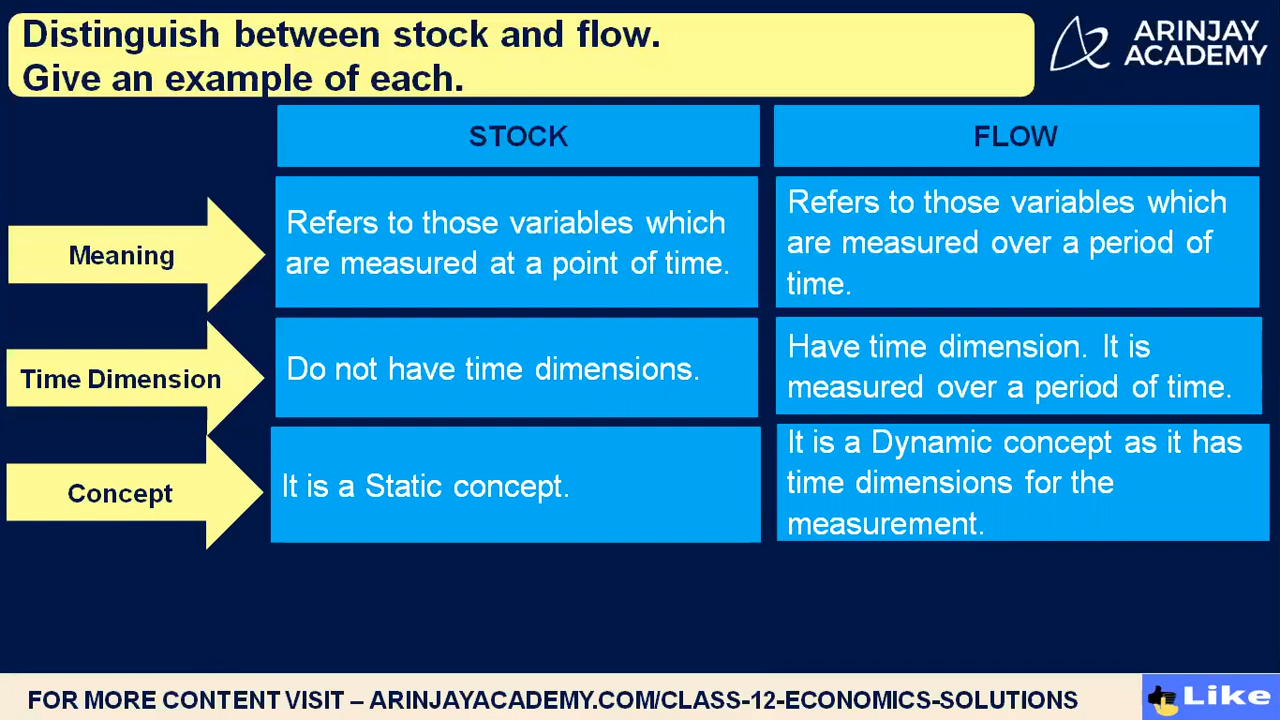 Distinguish between stock and flow.
Give an example of each.
ARINJAY
ACADEMY
STOCK
FLOW
Meaning
Refers to those variables which
are measured at a point of time.
Refers to those variables which
are measured over a period of
time.
Time Dimension
Do not have time dimensions.
Have time dimension. It is
measured over a period of time.
Concept
It is a Static concept.
It is a Dynamic concept as it has
time dimensions for the
measurement.
FOR MORE CONTENT VISIT – ARINJAYACADEMY.COM/CLASS-12-ECONOMICS-SOLUTIONS
Like